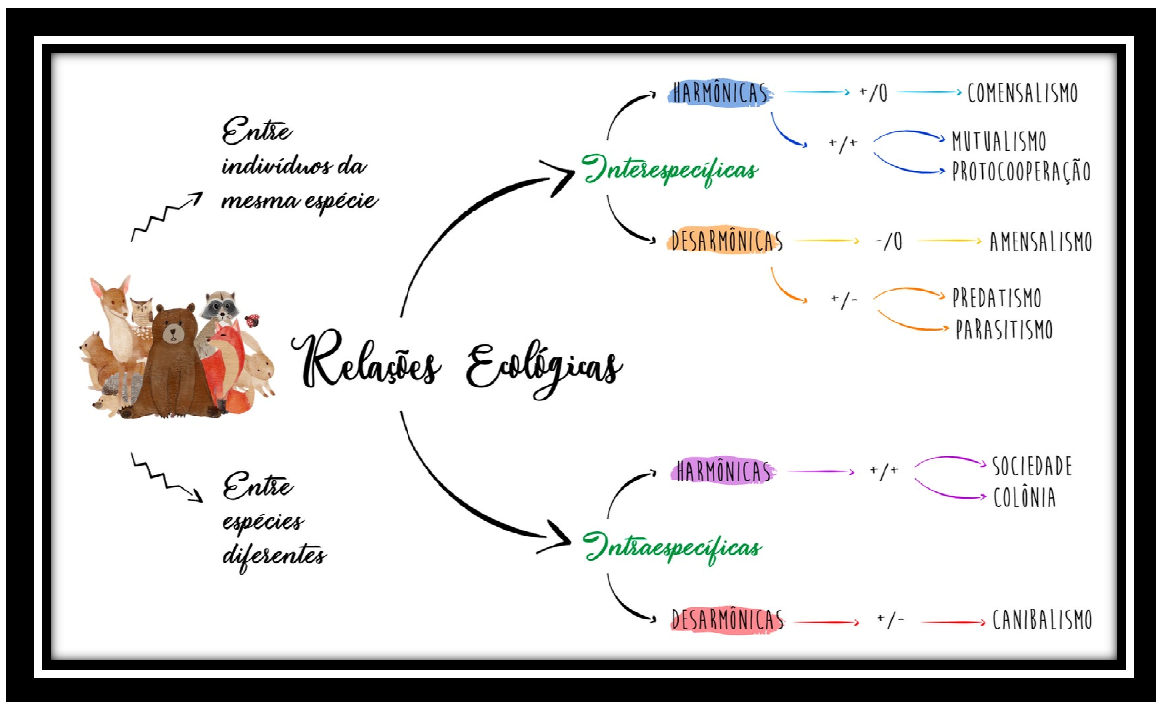 Entre
indivíduos da
mesma espécie
Relações Ecológicas
Entre
espécies
diferentes
Interespecíficas
HARMÔNICAS +/0 COMENSALISMO
+/+ MUTUALISMO
PROTOCOOPERAÇÃO
DESARMÔNICAS -/0 AMENSALISMO
+/- PREDATISMO
PARASITISMO
Intraespecíficas
HARMÔNICAS +/+ SOCIEDADE
COLÔNIA
DESARMÔNICAS +/- CANIBALISMO